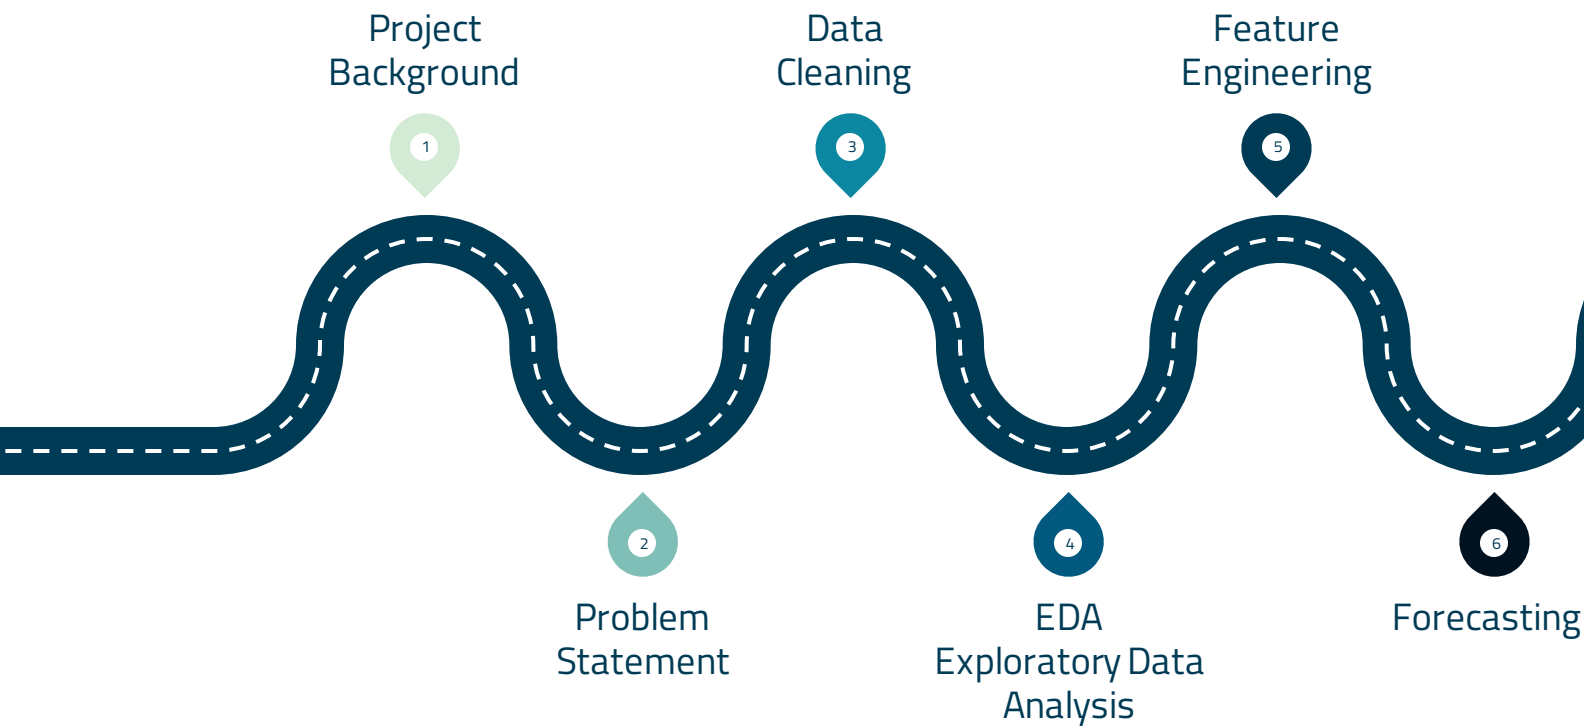 Project
Background
1
Problem
Statement
2
Data
Cleaning
3
EDA
Exploratory Data
Analysis
4
Feature
Engineering
5
Forecasting
6